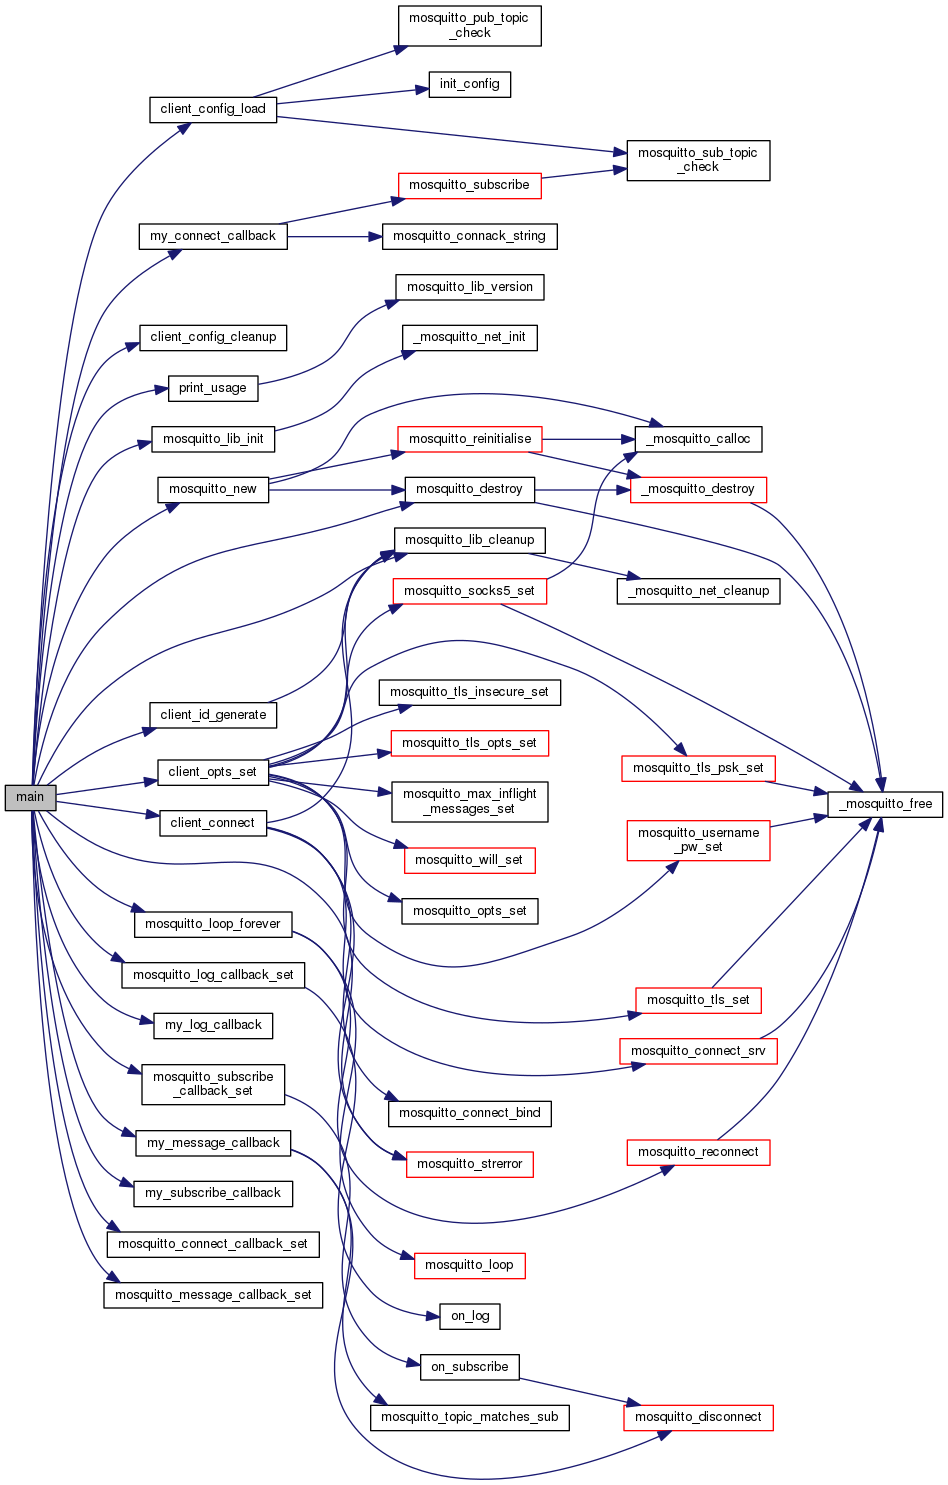 mosquitto_pub_topic
_check
init_config
client_config_load
mosquitto_sub_topic
_check
mosquitto_subscribe
my_connect_callback
mosquitto_connack_string
mosquitto_lib_version
client_config_cleanup
_mosquitto_net_init
print_usage
mosquitto_lib_init
mosquitto_reinitialise
_mosquitto_calloc
mosquitto_new
mosquitto_destroy
_mosquitto_destroy
mosquitto_lib_cleanup
mosquitto_socks5_set
_mosquitto_net_cleanup
mosquitto_tls_insecure_set
client_id_generate
mosquitto_tls_opts_set
client_opts_set
mosquitto_tls_psk_set
main
mosquitto_max_inflight
_messages_set
_mosquitto_free
client_connect
mosquitto_username
_pw_set
mosquitto_will_set
mosquitto_opts_set
mosquitto_loop_forever
mosquitto_log_callback_set
mosquitto_tls_set
my_log_callback
mosquitto_connect_srv
mosquitto_subscribe
_callback_set
mosquitto_connect_bind
my_message_callback
mosquitto_reconnect
mosquitto_strerror
my_subscribe_callback
mosquitto_connect_callback_set
mosquitto_loop
mosquitto_message_callback_set
on_log
on_subscribe
mosquitto_topic_matches_sub
mosquitto_disconnect